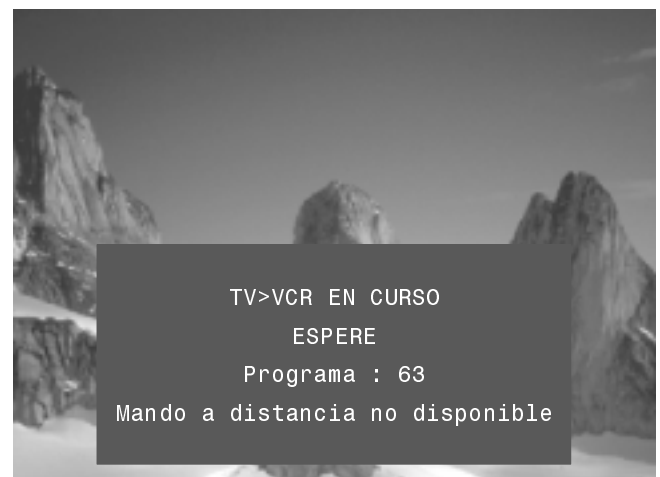 TV>VCR EN CURSO
ESPERE
Programa : 63
Mando a distancia no disponible